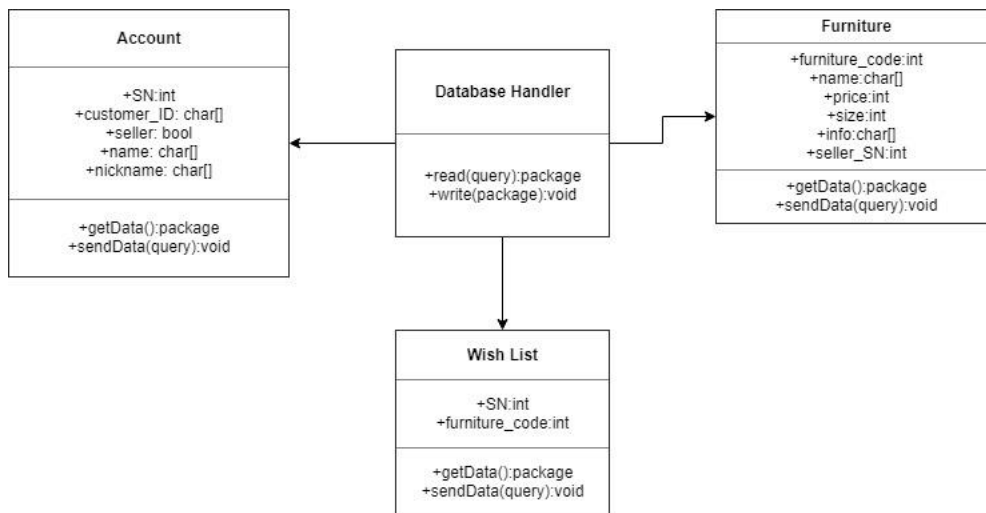 Account
+SN:int
+customer_ID: char[]
+seller: bool
+name: char[]
+nickname: char[]
+getData():package
+sendData(query):void
Database Handler
+read(query):package
+write(package):void
Furniture
+furniture_code:int
+name:char[]
+price:int
+size:int
+info:char[]
+seller_SN:int
+getData():package
+sendData(query):void
Wish List
+SN:int
+furniture_code:int
+getData():package
+sendData(query):void